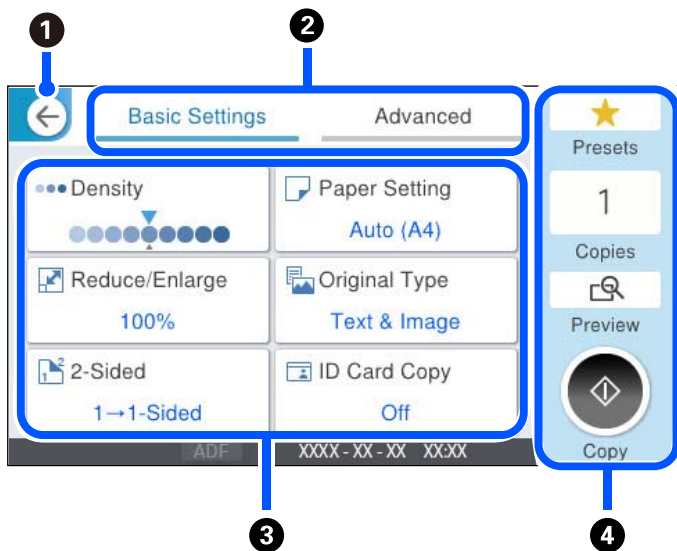 1
2
Basic Settings
Advanced
Presets
Density
Paper Setting
Auto (A4)
1
Copies
Reduce/Enlarge
100%
Original Type
Text & Image
Preview
1 2
2-Sided
1→1-Sided
ID Card Copy
Off
Copy
ADF
XXXX - XX - XX XX:XX
3
4